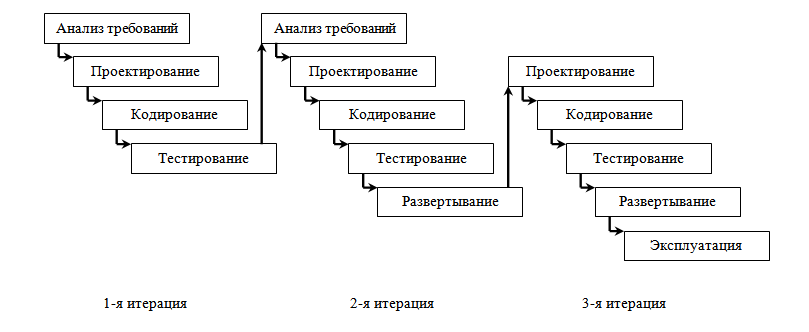 Анализ требований
Проектирование
Кодирование
Тестирование
Анализ требований
Проектирование
Кодирование
Тестирование
Развертывание
Проектирование
Кодирование
Тестирование
Развертывание
Эксплуатация
1-я итерация
2-я итерация
3-я итерация